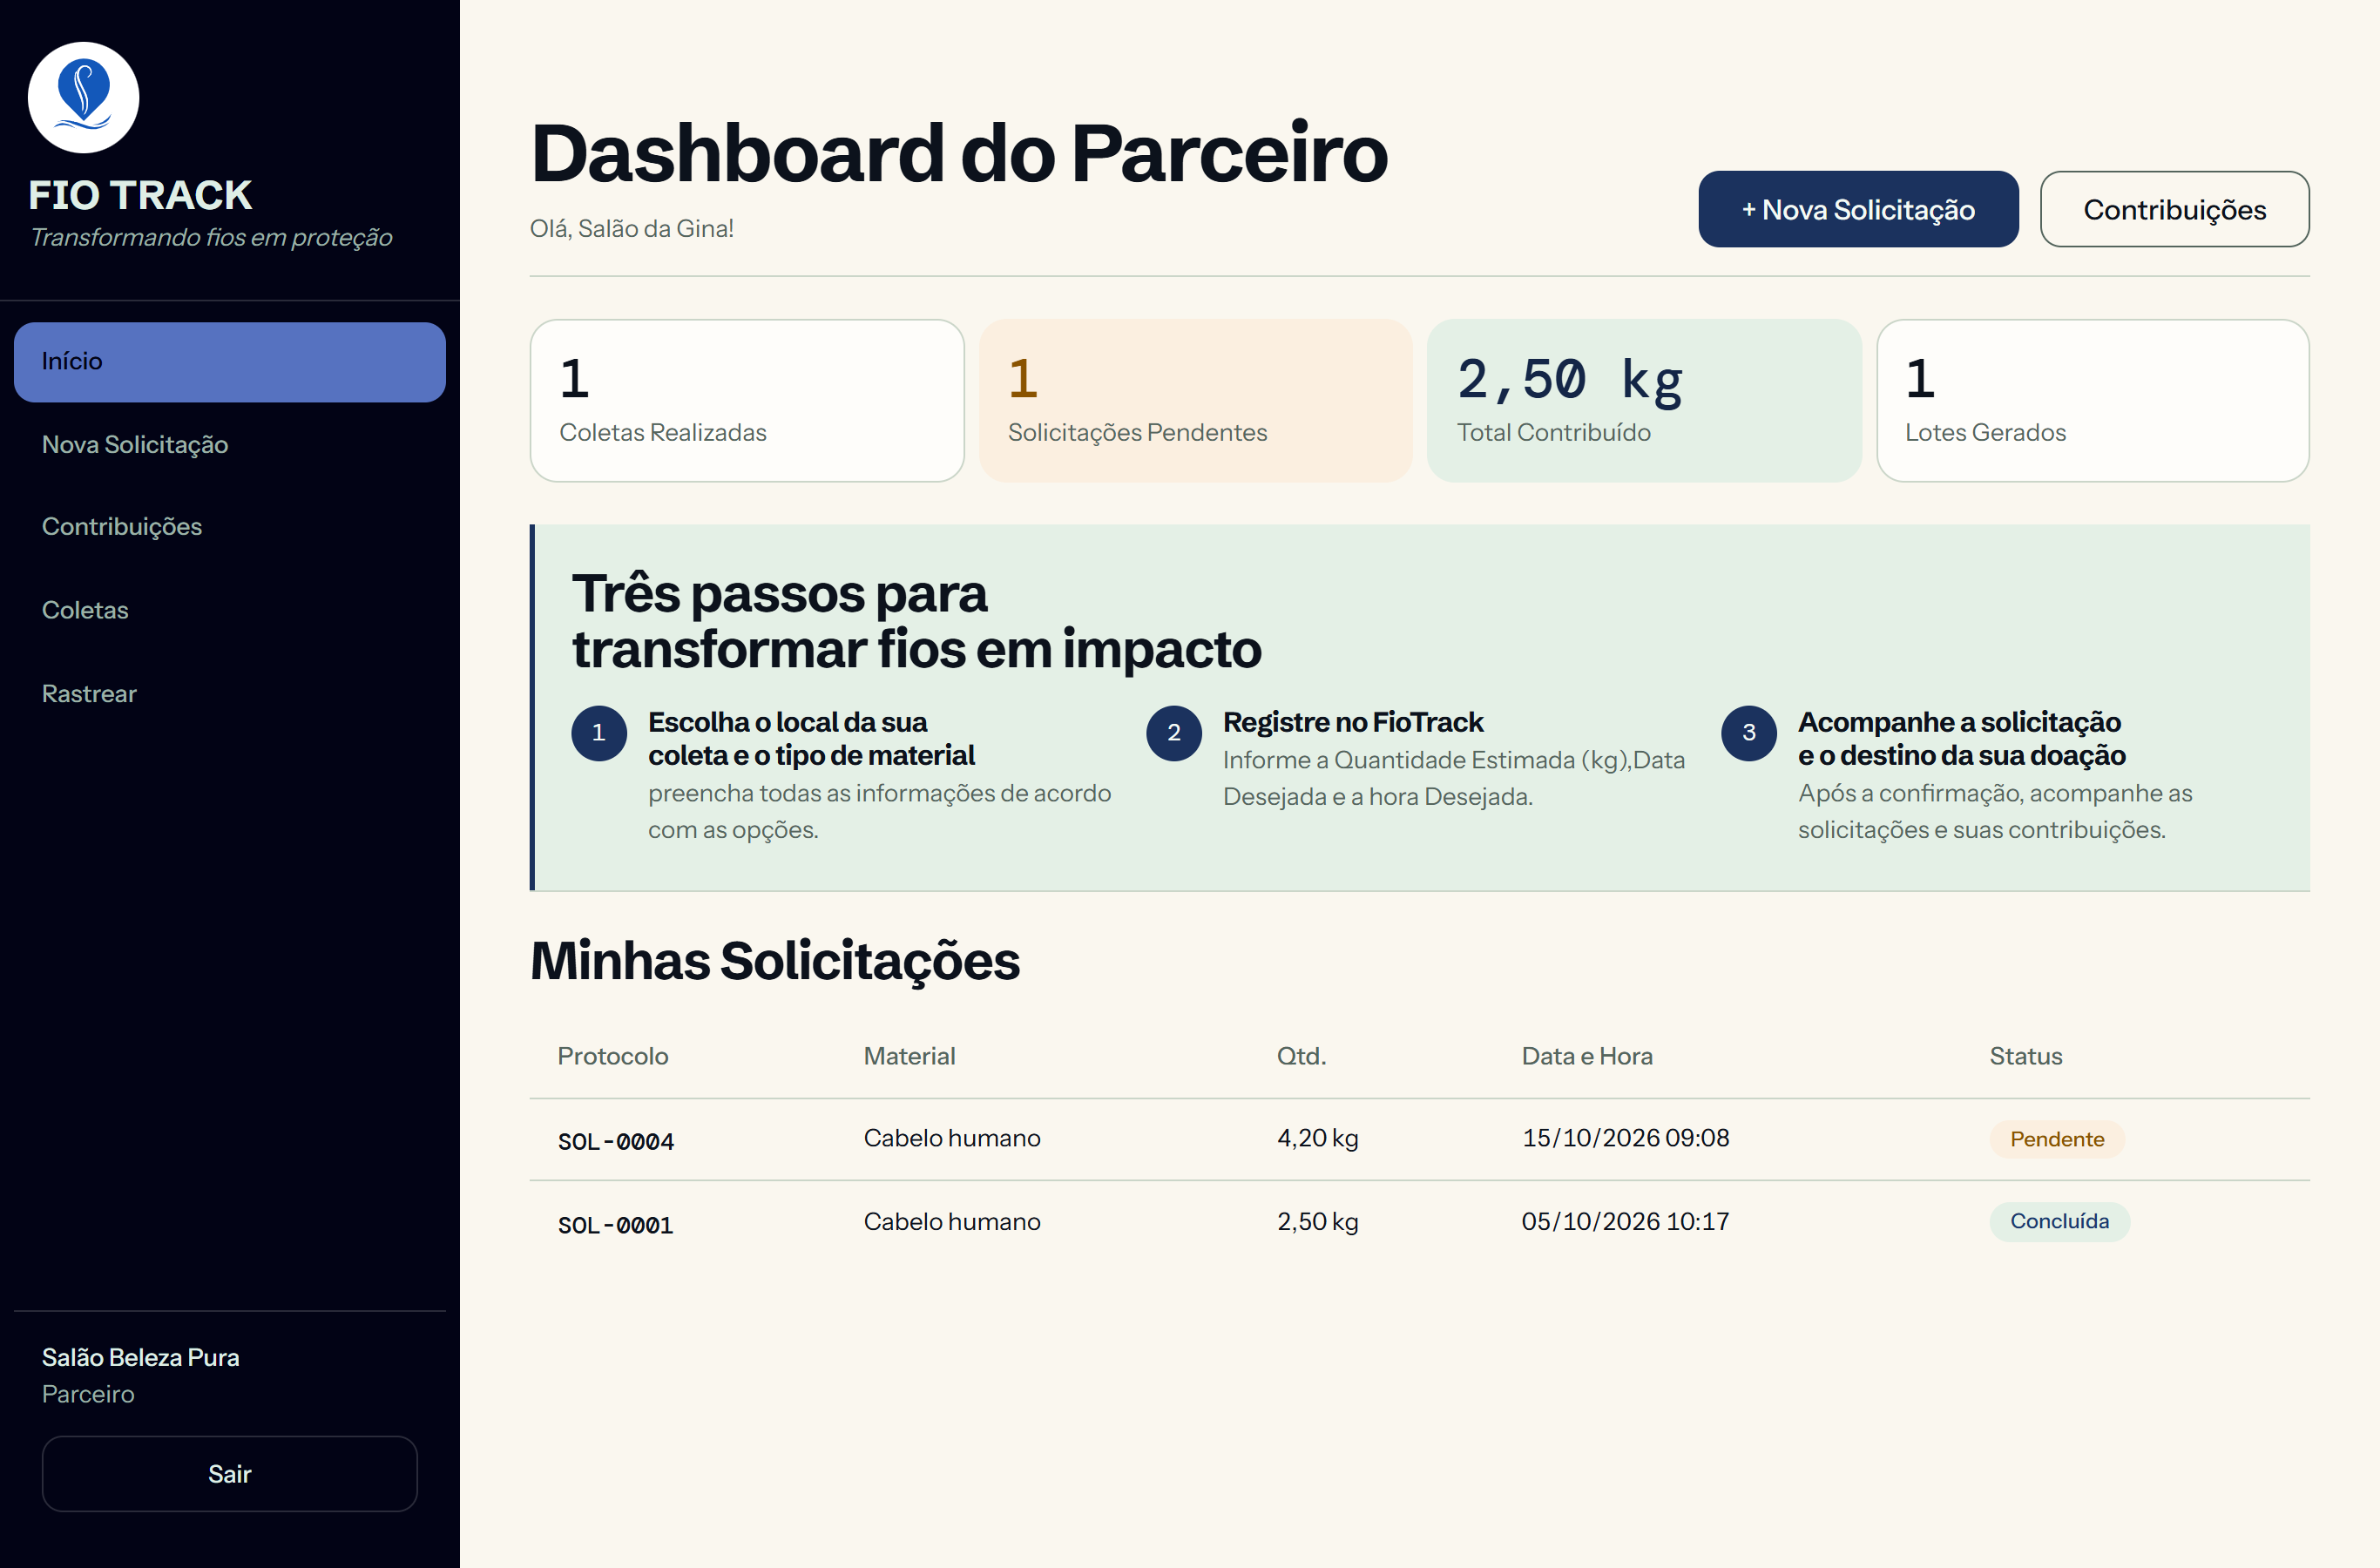 FIO TRACK
Transformando fios em proteção
Início
Nova Solicitação
Contribuições
Coletas
Rastrear
Salão Beleza Pura
Parceiro
Sair
Dashboard do Parceiro
Olá, Salão da Gina!
+ Nova Solicitação
Contribuições
1
Coletas Realizadas
1
Solicitações Pendentes
2,50 kg
Total Contribuído
1
Lotes Gerados
Três passos para
transformar fios em impacto
1
Escolha o local da sua
coleta e o tipo de material
preencha todas as informações de acordo
com as opções.
2
Registre no FioTrack
Informe a Quantidade Estimada (kg),Data
Desejada e a hora Desejada.
3
Acompanhe a solicitação
e o destino da sua doação
Após a confirmação, acompanhe as
solicitações e suas contribuições.
Minhas Solicitações
Protocolo Material Qtd. Data e Hora Status
SOL-0004 Cabelo humano 4,20 kg 15/10/2026 09:08 Pendente
SOL-0001 Cabelo humano 2,50 kg 05/10/2026 10:17 Concluída